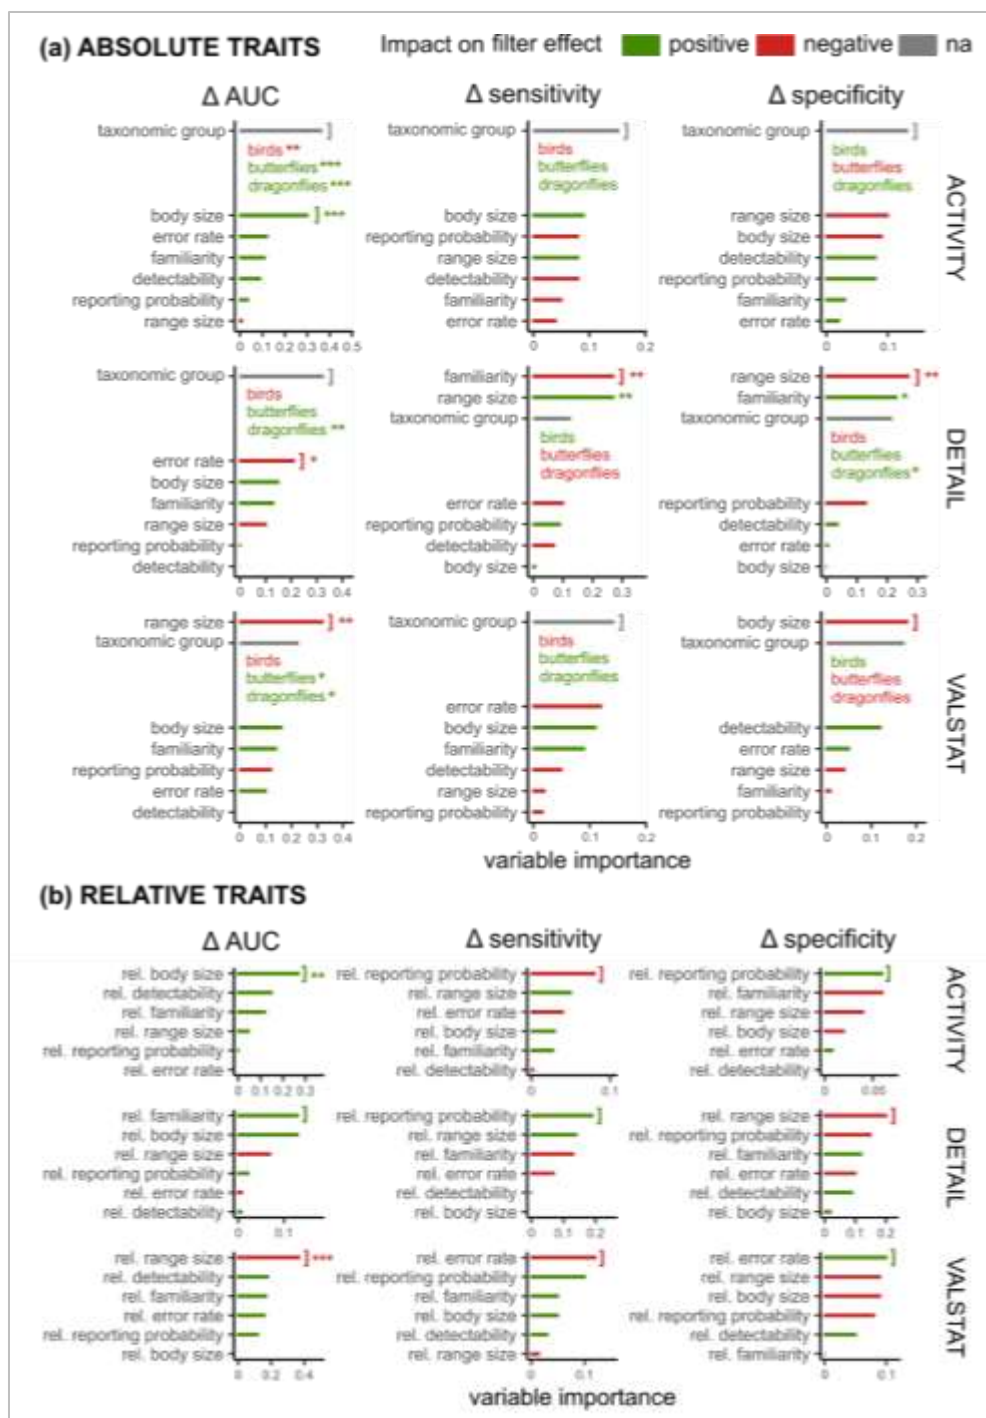 (a) ABSOLUTE TRAITS Impact on filter effect positive negative na
Δ AUC Δ sensitivity Δ specificity
ACTIVITY
taxonomic group
birds **
butterflies ***
dragonflies ***
body size ***
error rate
familiarity
detectability
reporting probability
range size
0 0.1 0.2 0.3 0.4 0.5
taxonomic group
birds
butterflies
dragonflies
body size
reporting probability
range size
detectability
familiarity
error rate
0 0.1 0.2
taxonomic group
birds
butterflies
dragonflies
range size
body size
detectability
reporting probability
familiarity
error rate
0 0.1
DETAIL
taxonomic group
birds
butterflies
dragonflies **
error rate *
body size
familiarity
range size
reporting probability
detectability
0 0.1 0.2 0.3 0.4
familiarity **
range size **
taxonomic group
birds
butterflies
dragonflies
error rate
reporting probability
detectability
body size
0 0.1 0.2 0.3
range size **
familiarity *
taxonomic group
birds
butterflies
dragonflies *
reporting probability
detectability
error rate
body size
0 0.1 0.2 0.3
VALSTAT
range size **
taxonomic group
birds
butterflies *
dragonflies *
body size
familiarity
reporting probability
error rate
detectability
0 0.1 0.2 0.3 0.4
taxonomic group
birds
butterflies
dragonflies
error rate
body size
familiarity
detectability
range size
reporting probability
0 0.1 0.2
body size
taxonomic group
birds
butterflies
dragonflies
detectability
error rate
range size
familiarity
reporting probability
0 0.1 0.2
variable importance
(b) RELATIVE TRAITS
Δ AUC Δ sensitivity Δ specificity
ACTIVITY
rel. body size **
rel. detectability
rel. familiarity
rel. range size
rel. reporting probability
rel. error rate
0 0.1 0.2 0.3
rel. reporting probability
rel. range size
rel. error rate
rel. body size
rel. familiarity
rel. detectability
0 0.1
rel. reporting probability
rel. familiarity
rel. range size
rel. body size
rel. error rate
rel. detectability
0 0.05
DETAIL
rel. familiarity
rel. body size
rel. range size
rel. reporting probability
rel. error rate
rel. detectability
0 0.1
rel. reporting probability
rel. range size
rel. familiarity
rel. error rate
rel. detectability
rel. body size
0 0.1 0.2
rel. range size
rel. reporting probability
rel. familiarity
rel. error rate
rel. detectability
rel. body size
0 0.1 0.2
VALSTAT
rel. range size ***
rel. detectability
rel. familiarity
rel. error rate
rel. reporting probability
rel. body size
0 0.2 0.4
rel. error rate
rel. reporting probability
rel. familiarity
rel. body size
rel. detectability
rel. range size
0 0.1
rel. error rate
rel. range size
rel. body size
rel. reporting probability
rel. detectability
rel. familiarity
0 0.1
variable importance